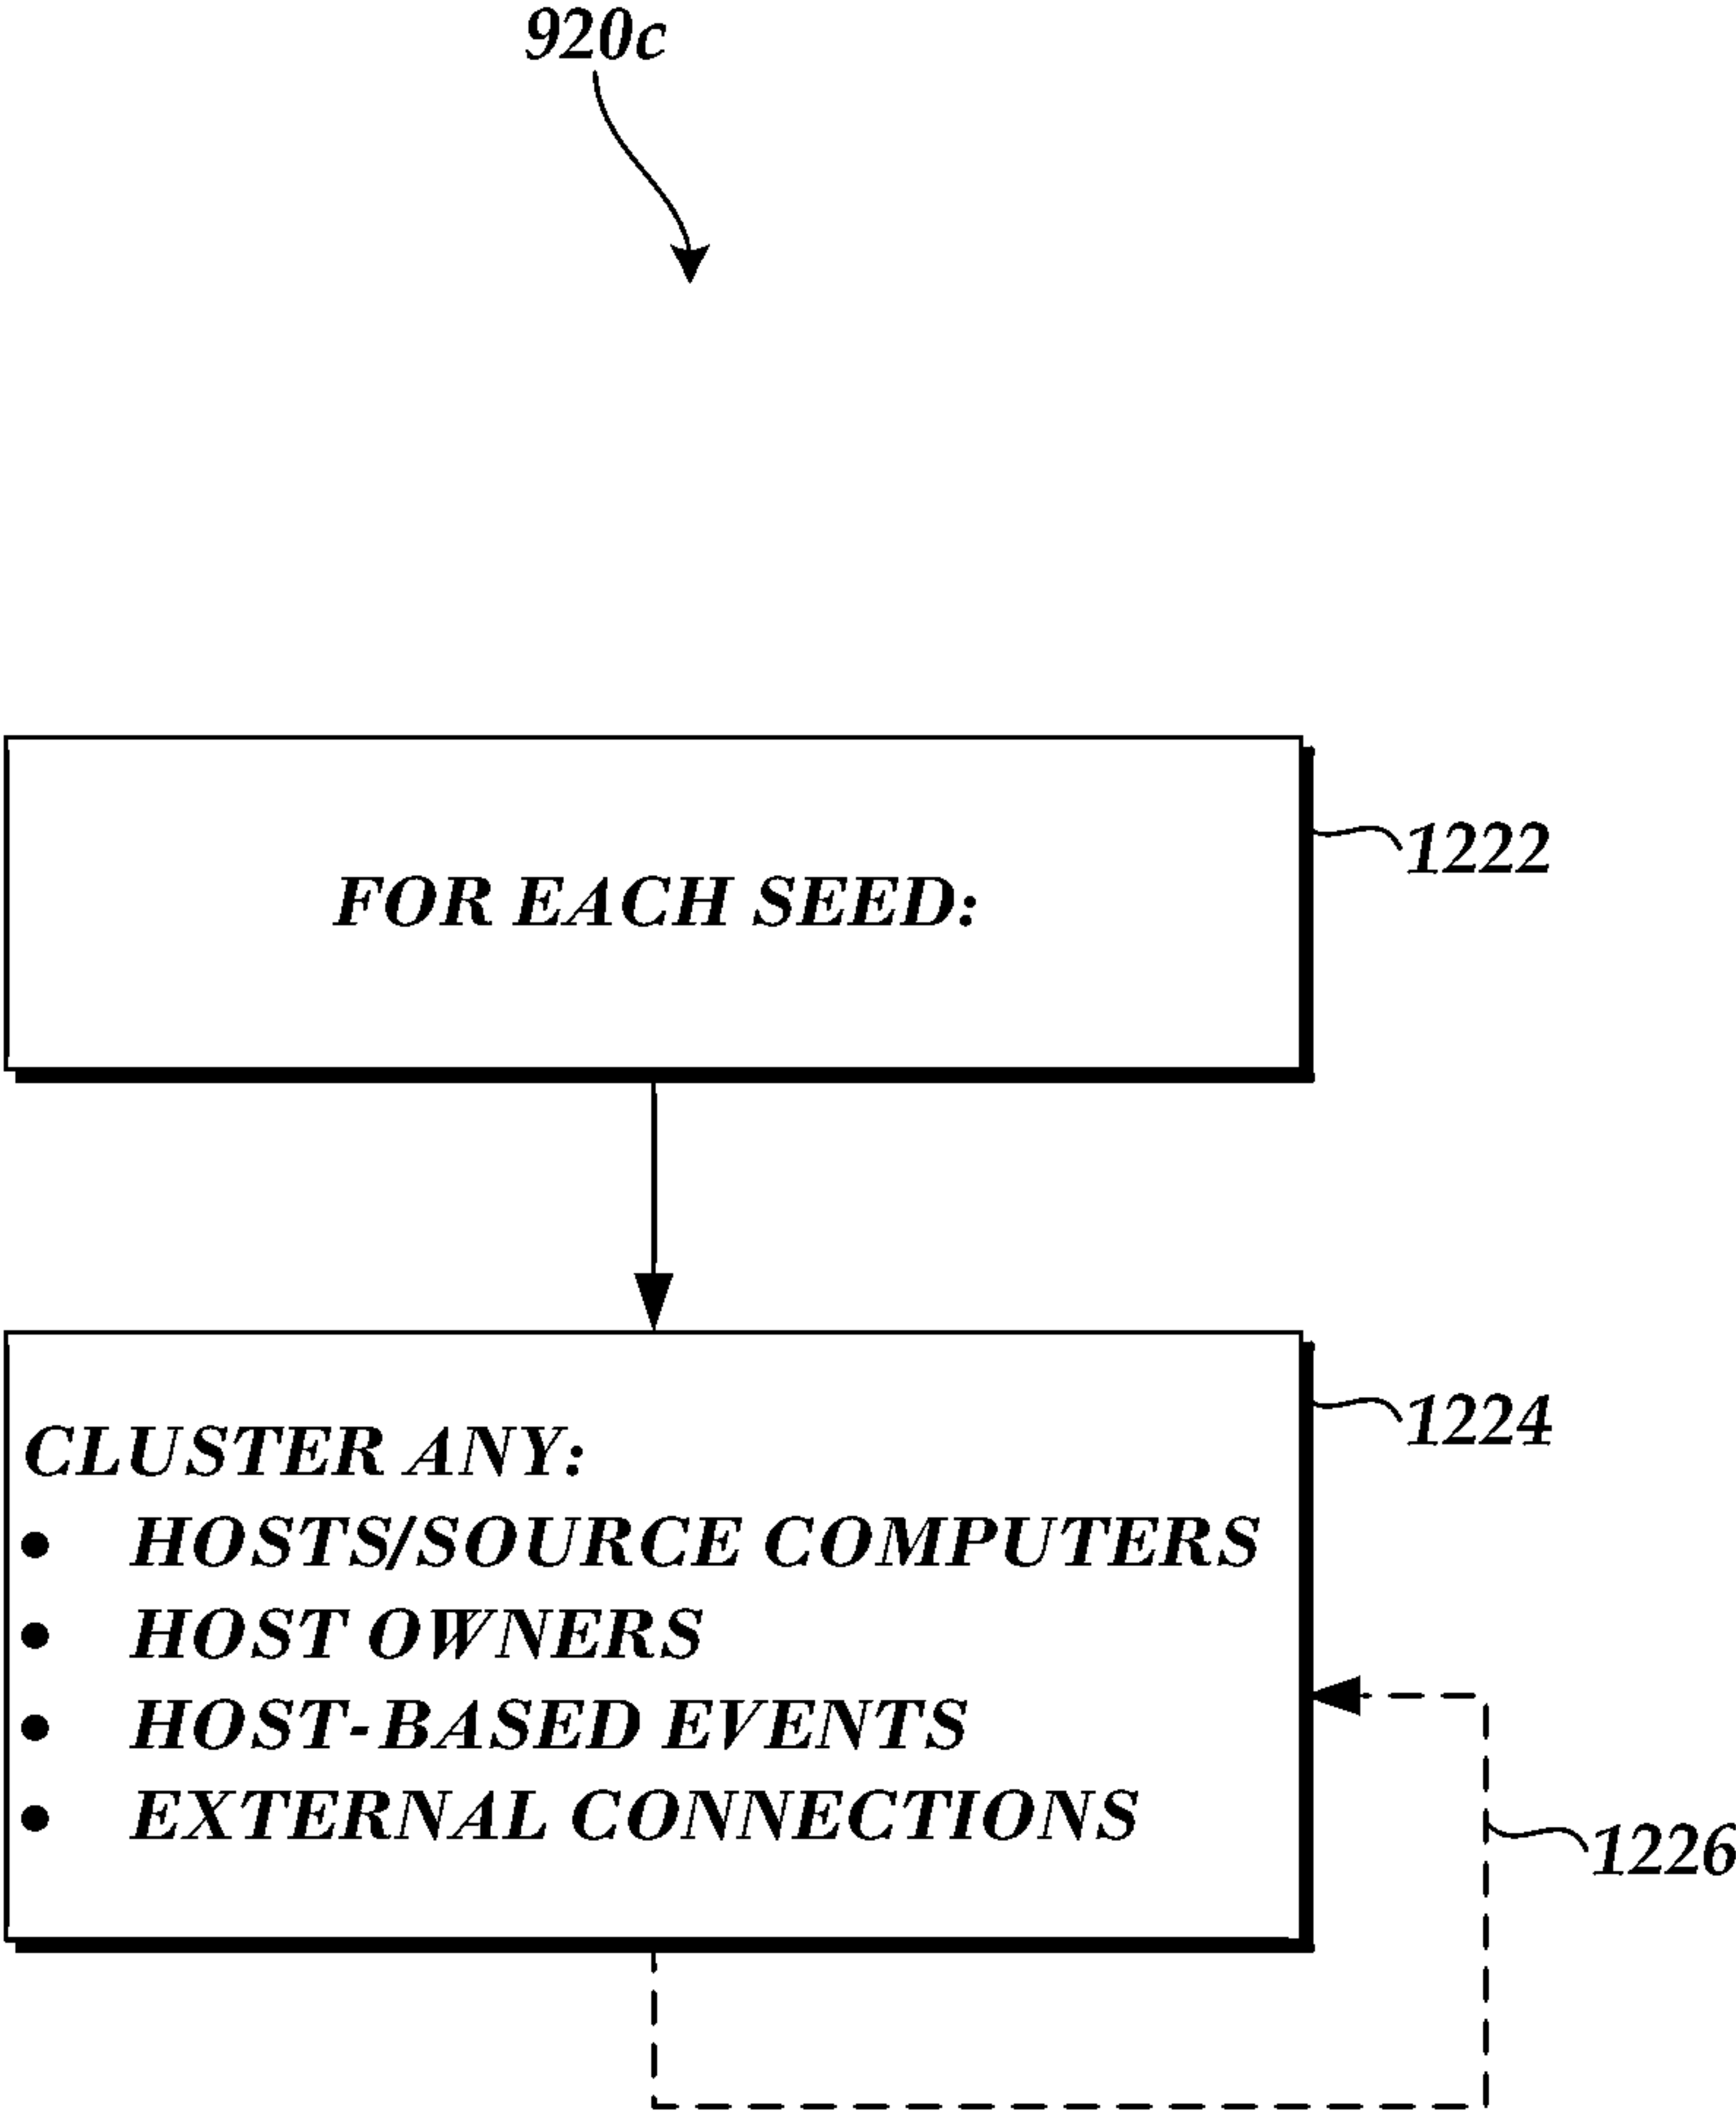 920c
FOR EACH SEED:
1222
CLUSTER ANY:
1224
• HOSTS/SOURCE COMPUTERS
• HOST OWNERS
• HOST-BASED EVENTS
• EXTERNAL CONNECTIONS
1226